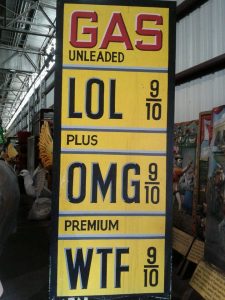 GAS
UNLEADED
LOL 9/10
PLUS
OMG 9/10
PREMIUM
WTF 9/10